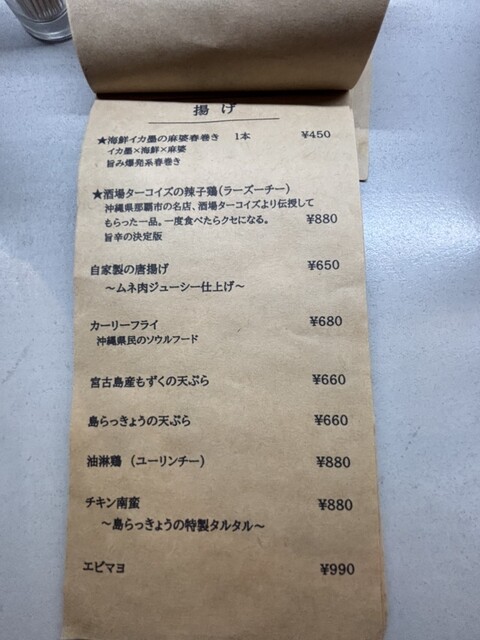 揚げ
★海鮮イカ墨の麻婆春巻き 1本 ¥450
イカ墨×海鮮×麻婆
旨み爆発系春巻き
★酒場ターコイズの辣子鶏(ラーズーチー)
沖縄県那覇市の名店、酒場ターコイズより伝授して
もらった一品。一度食べたらクセになる。 ¥880
旨辛の決定版
自家製の唐揚げ ¥650
～ムネ肉ジューシー仕上げ～
カーリーフライ ¥680
沖縄県民のソウルフード
宮古島産もずくの天ぷら ¥660
島らっきょうの天ぷら ¥660
油淋鶏 (ユーリンチー) ¥880
チキン南蛮 ¥880
～島らっきょうの特製タルタル～
エビマヨ ¥990